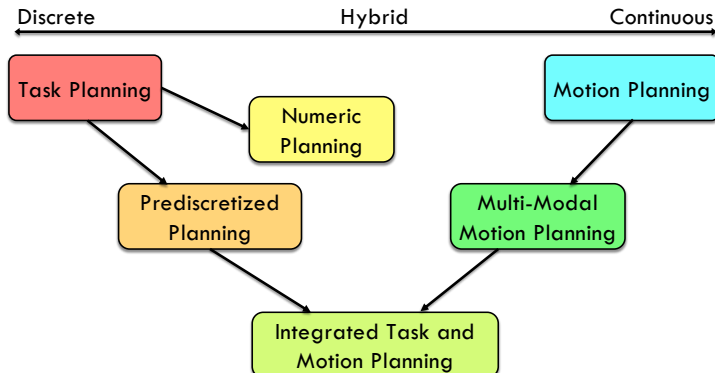 Discrete Hybrid Continuous
Task Planning
Motion Planning
Numeric
Planning
Prediscretized
Planning
Multi-Modal
Motion Planning
Integrated Task and
Motion Planning